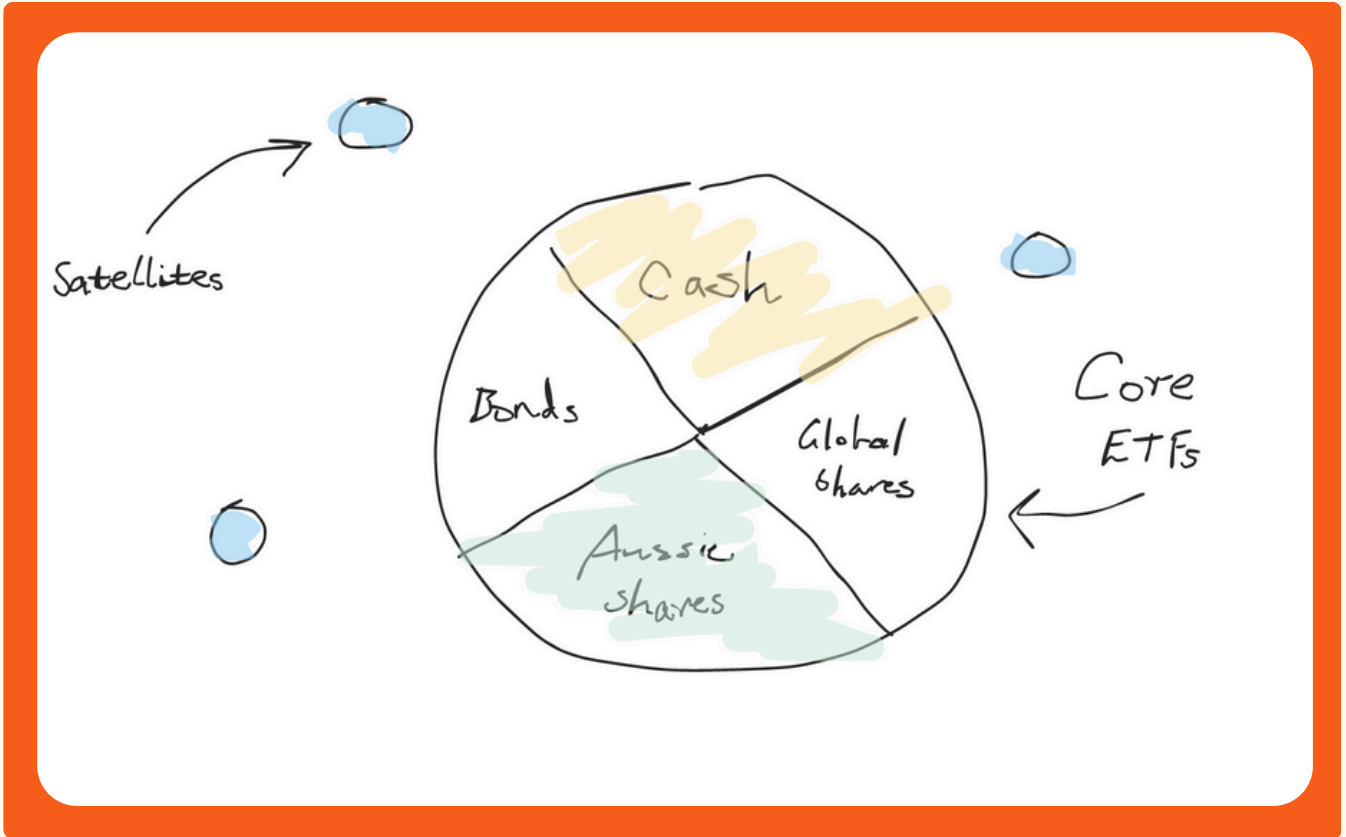 Satellites
Cash
Bonds
Global
Shares
Aussie
shares
Core
ETFs